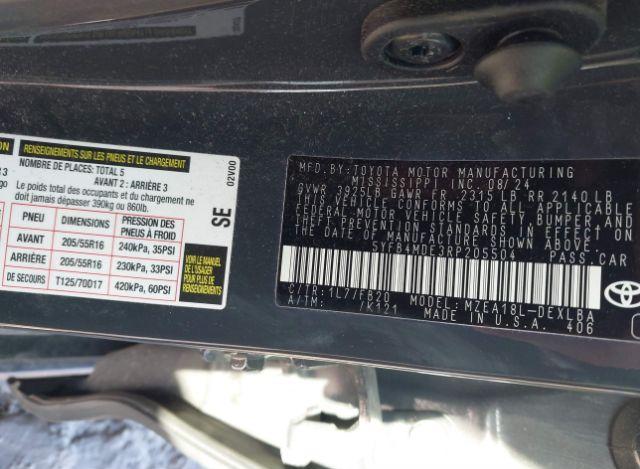 ION
RENSEIGNEMENTS SUR LES PNEUS ET LE CHARGEMENT
NOMBRE DE PLACES: TOTAL 5
AVANT 2 : ARRIÈRE 3
Le poids total des occupants et du chargement ne
doit jamais dépasser 390kg ou 860lb.
PNEU DIMENSIONS PRESSION DES PNEUS À FROID
AVANT 205/55R16 240kPa, 35PSI
ARRIÈRE 205/55R16 230kPa, 33PSI
DE SECOURS T125/70D17 420kPa, 60PSI
VOIR LE MANUEL DE L'USAGER POUR PLUS DE RENSEIGNEMENTS
SE
02V00
MFD. BY: TOYOTA MOTOR MANUFACTURING
MISSISSIPPI, INC. 08/24
GVWR 3925LB GAWR FR 2315 LB RR 2140 LB
THIS VEHICLE CONFORMS TO ALL APPLICABLE
FEDERAL MOTOR VEHICLE SAFETY, BUMPER AND
THEFT PREVENTION STANDARDS IN EFFECT ON
THE DATE OF MANUFACTURE SHOWN ABOVE.
5YFB4MDE3RP205504 PASS.CAR
C/TR:1L77FB20 MODEL: MZEA18L-DEXLBA
A/TM: /K121 MADE IN U.S.A. 406
TOYOTA